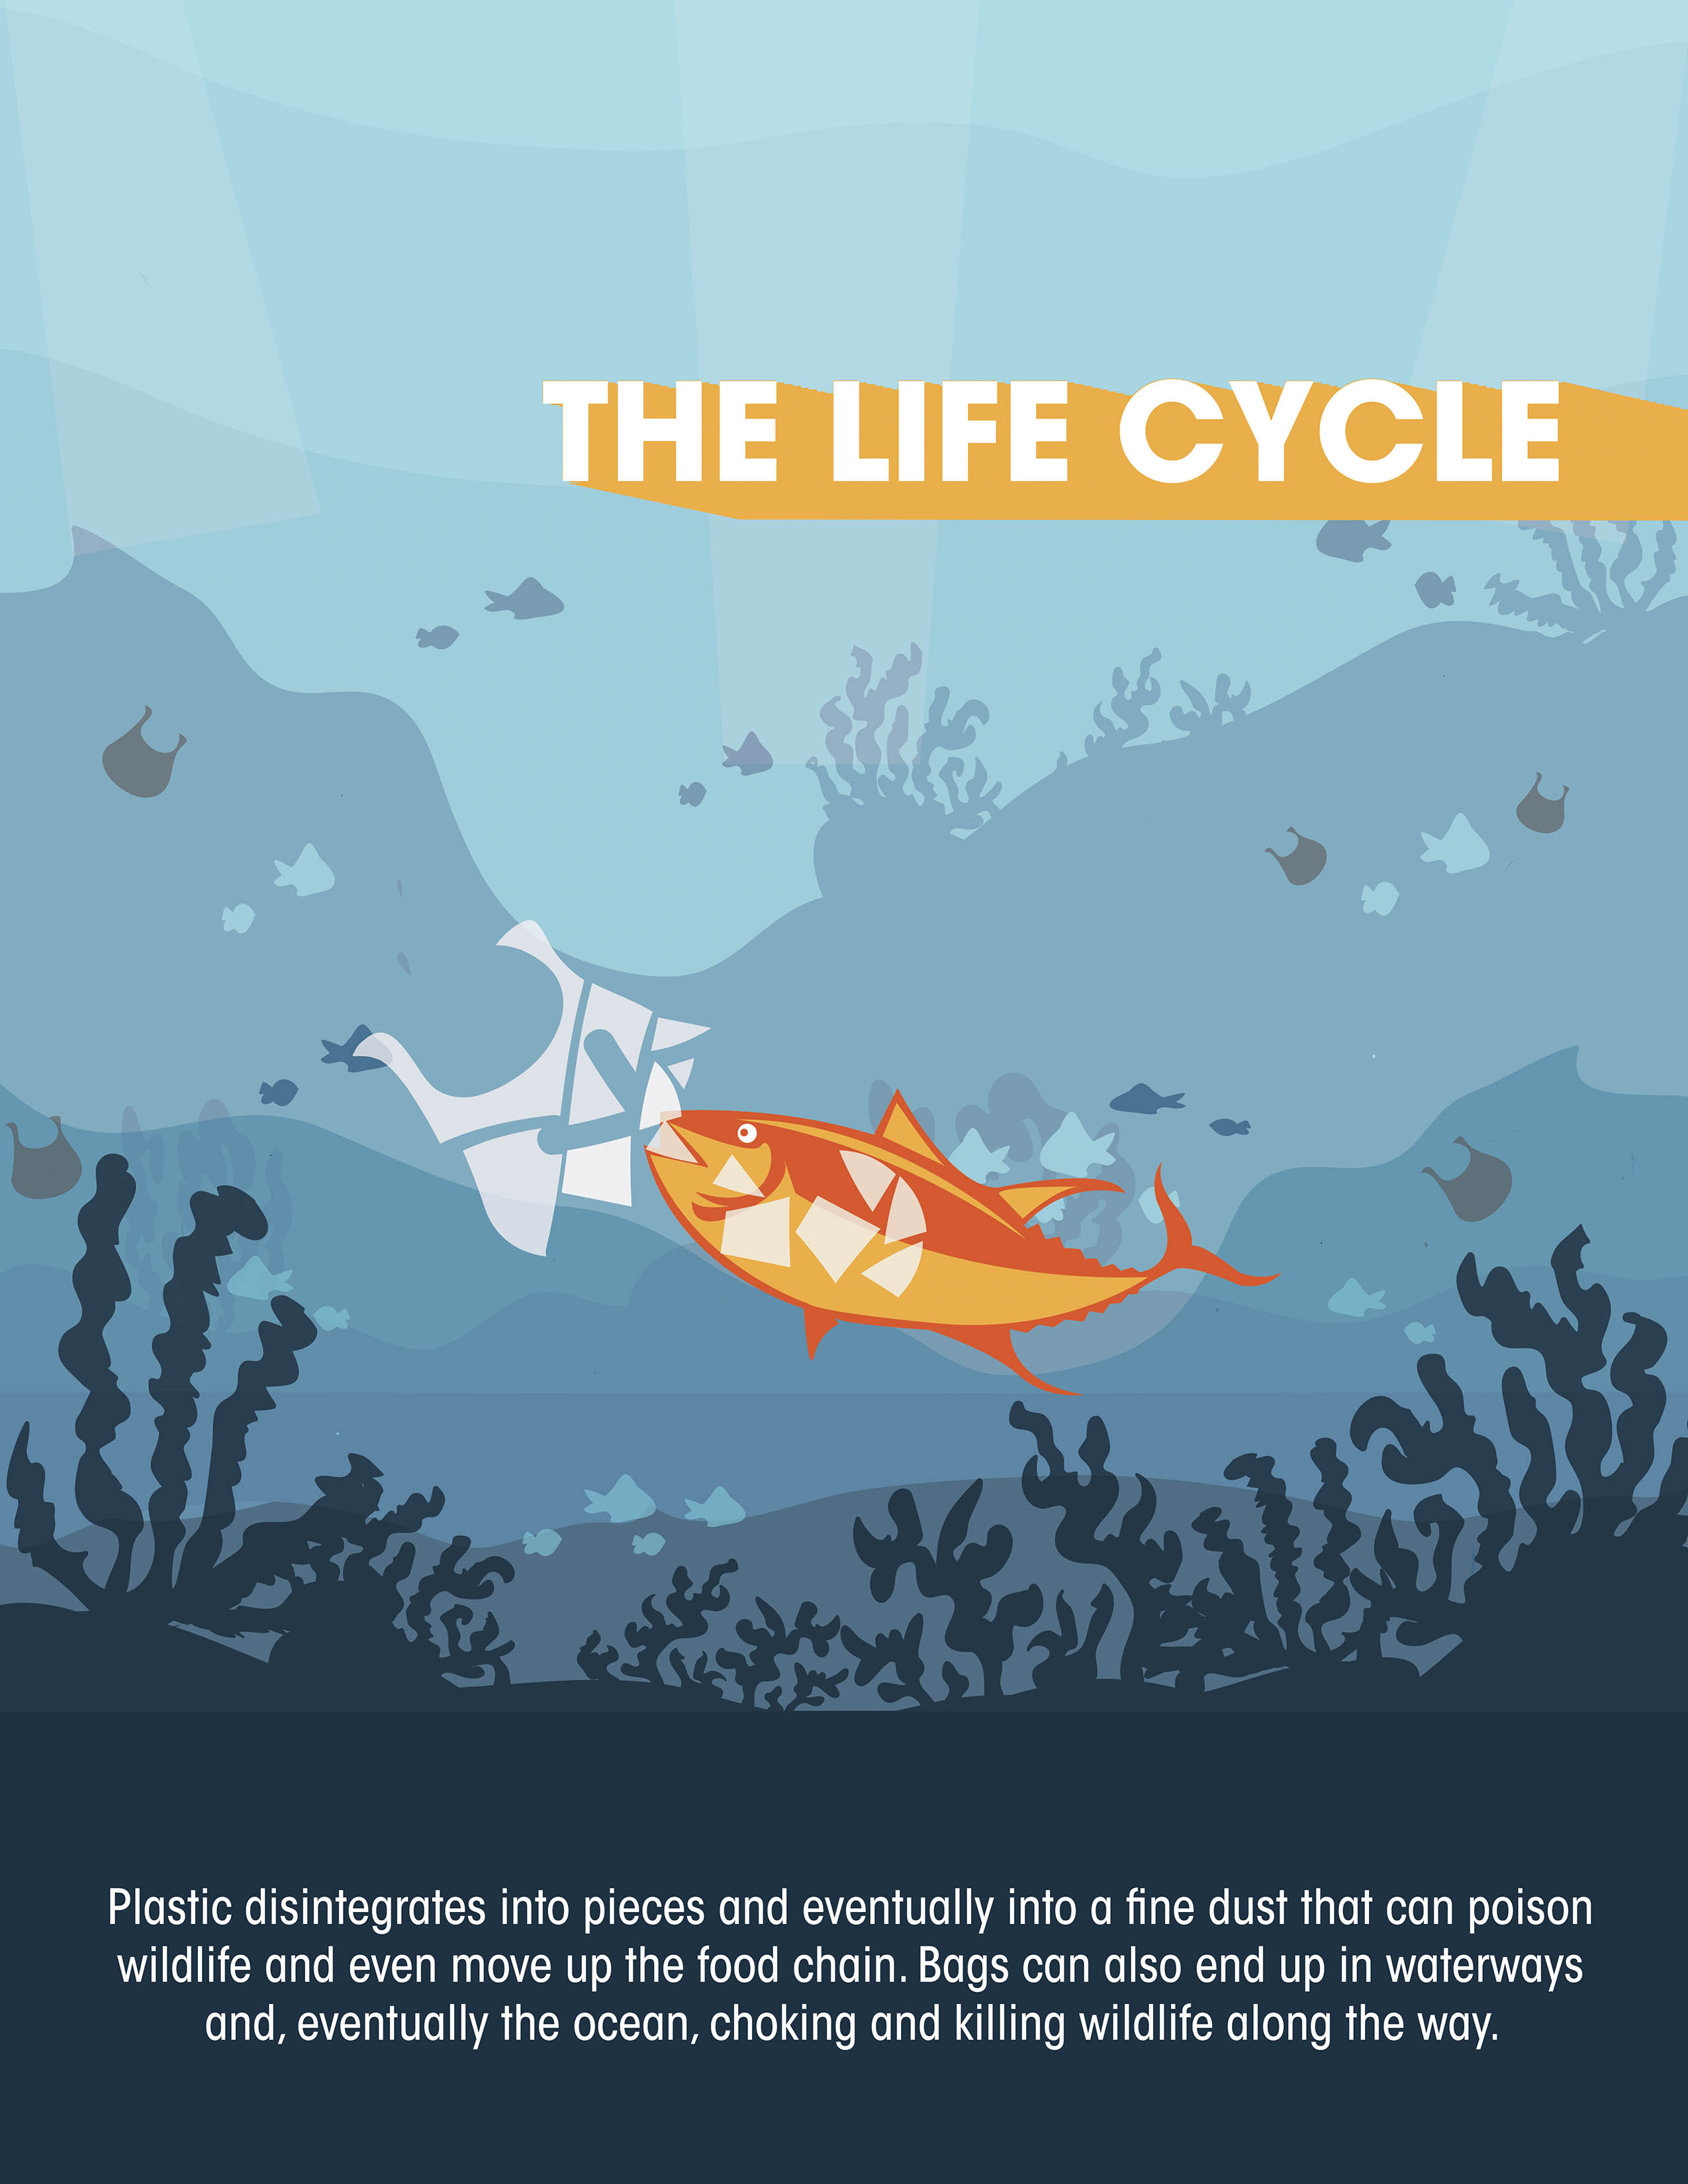 THE LIFE CYCLE
Plastic disintegrates into pieces and eventually into a fine dust that can poison
wildlife and even move up the food chain. Bags can also end up in waterways
and, eventually the ocean, choking and killing wildlife along the way.